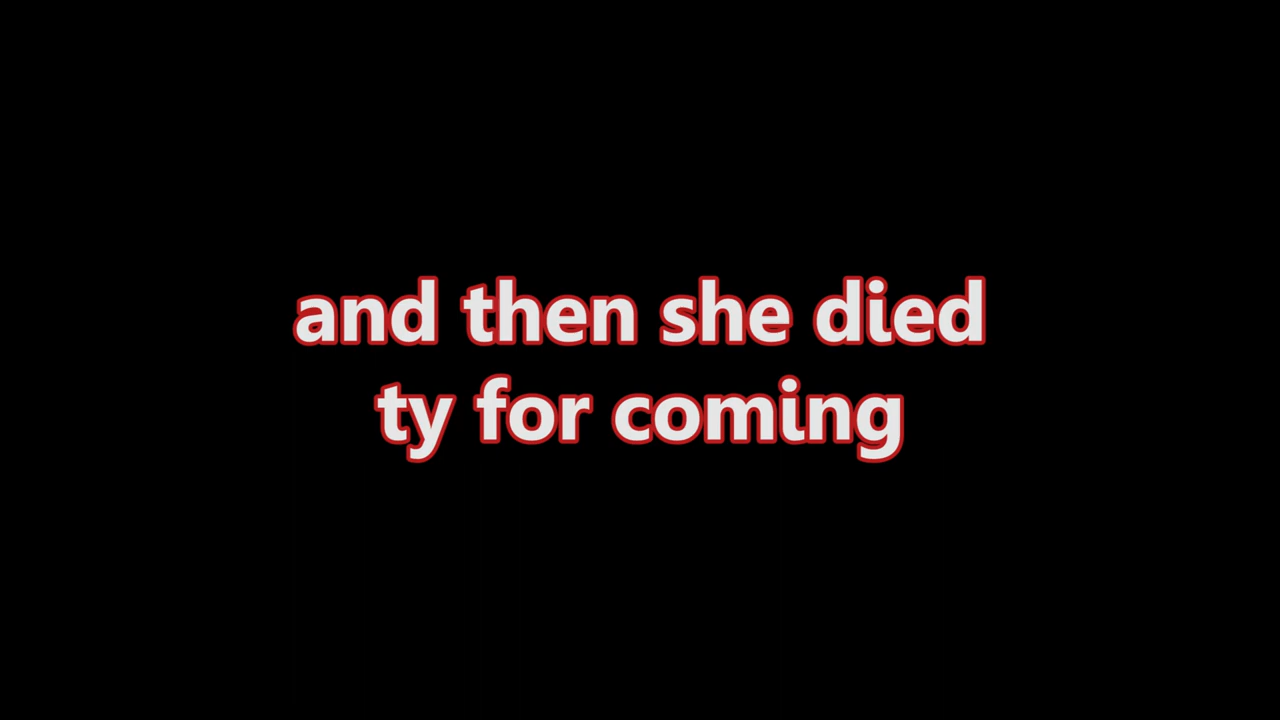 and then she died
ty for coming